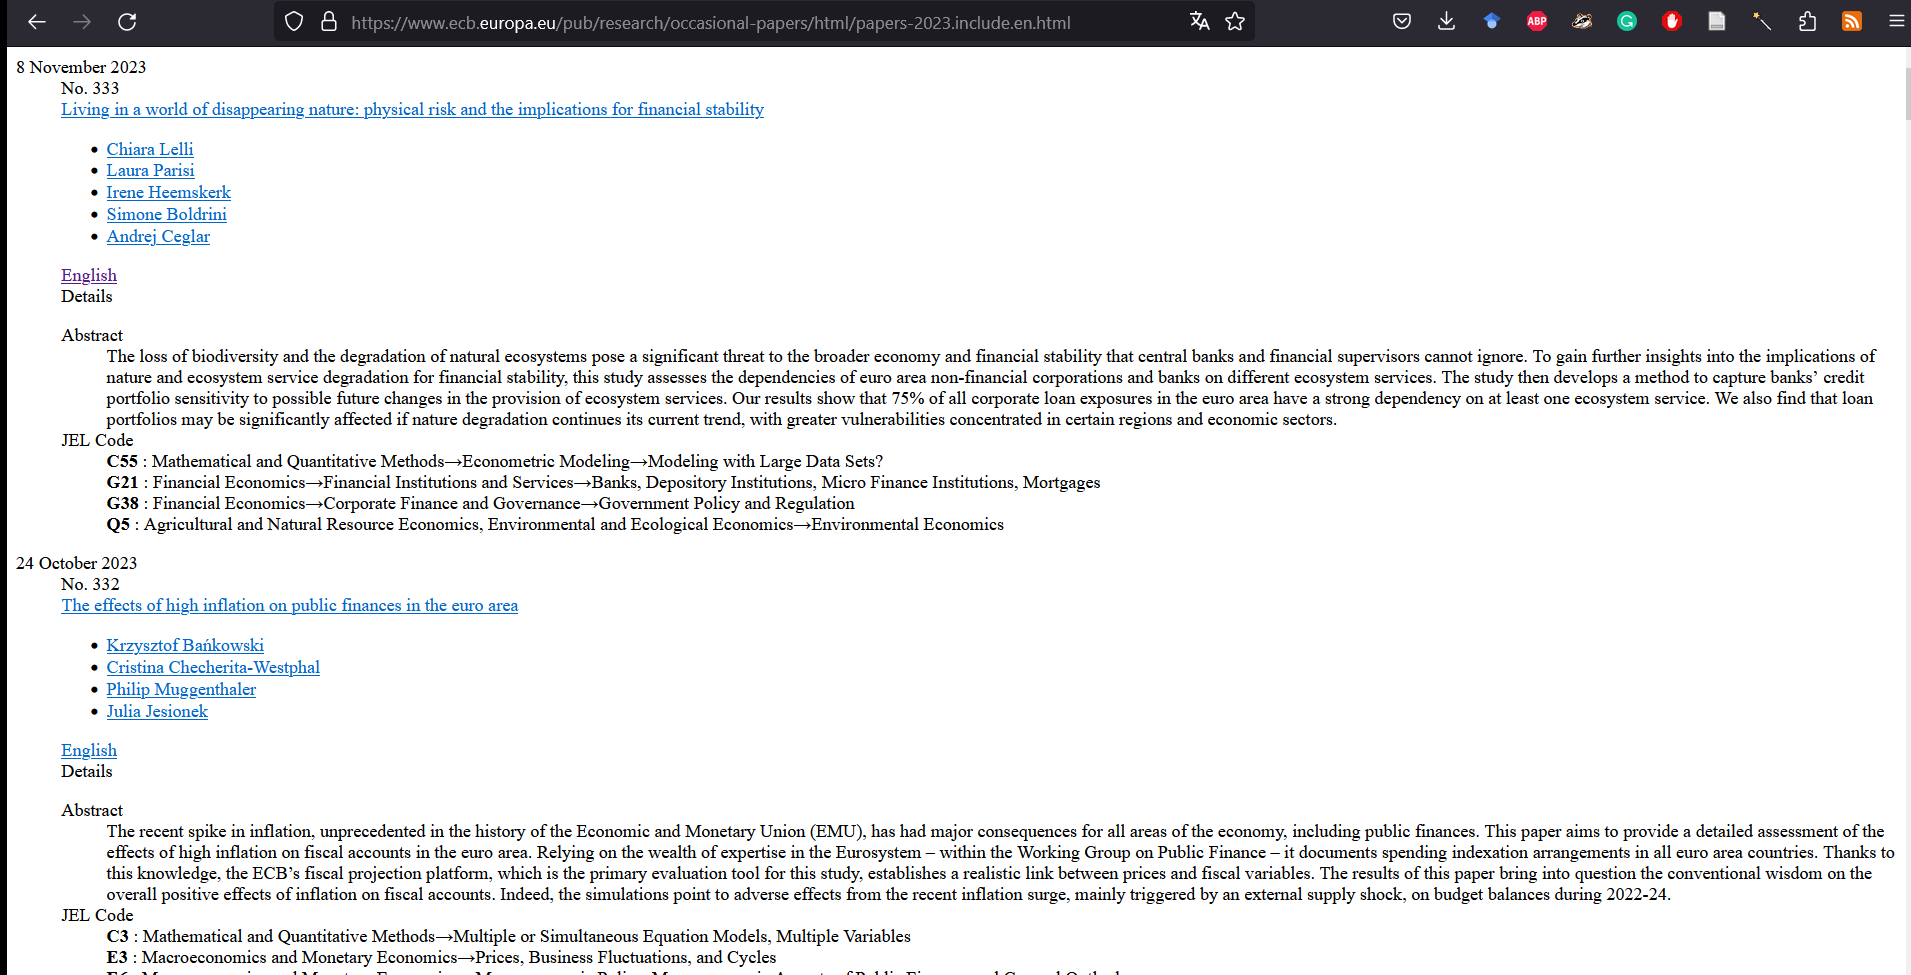 https://www.ecb.europa.eu/pub/research/occasional-papers/html/papers-2023.include.en.html
ABP
G
8 November 2023
No. 333
Living in a world of disappearing nature: physical risk and the implications for financial stability
Chiara Lelli
Laura Parisi
Irene Heemskerk
Simone Boldrini
Andrej Ceglar
English
Details
Abstract
The loss of biodiversity and the degradation of natural ecosystems pose a significant threat to the broader economy and financial stability that central banks and financial supervisors cannot ignore. To gain further insights into the implications of
nature and ecosystem service degradation for financial stability, this study assesses the dependencies of euro area non-financial corporations and banks on different ecosystem services. The study then develops a method to capture banks’ credit
portfolio sensitivity to possible future changes in the provision of ecosystem services. Our results show that 75% of all corporate loan exposures in the euro area have a strong dependency on at least one ecosystem service. We also find that loan
portfolios may be significantly affected if nature degradation continues its current trend, with greater vulnerabilities concentrated in certain regions and economic sectors.
JEL Code
C55 : Mathematical and Quantitative Methods→Econometric Modeling→Modeling with Large Data Sets?
G21 : Financial Economics→Financial Institutions and Services→Banks, Depository Institutions, Micro Finance Institutions, Mortgages
G38 : Financial Economics→Corporate Finance and Governance→Government Policy and Regulation
Q5 : Agricultural and Natural Resource Economics, Environmental and Ecological Economics→Environmental Economics
24 October 2023
No. 332
The effects of high inflation on public finances in the euro area
Krzysztof Bańkowski
Cristina Checherita-Westphal
Philip Muggenthaler
Julia Jesionek
English
Details
Abstract
The recent spike in inflation, unprecedented in the history of the Economic and Monetary Union (EMU), has had major consequences for all areas of the economy, including public finances. This paper aims to provide a detailed assessment of the
effects of high inflation on fiscal accounts in the euro area. Relying on the wealth of expertise in the Eurosystem – within the Working Group on Public Finance – it documents spending indexation arrangements in all euro area countries. Thanks to
this knowledge, the ECB’s fiscal projection platform, which is the primary evaluation tool for this study, establishes a realistic link between prices and fiscal variables. The results of this paper bring into question the conventional wisdom on the
overall positive effects of inflation on fiscal accounts. Indeed, the simulations point to adverse effects from the recent inflation surge, mainly triggered by an external supply shock, on budget balances during 2022-24.
JEL Code
C3 : Mathematical and Quantitative Methods→Multiple or Simultaneous Equation Models, Multiple Variables
E3 : Macroeconomics and Monetary Economics→Prices, Business Fluctuations, and Cycles